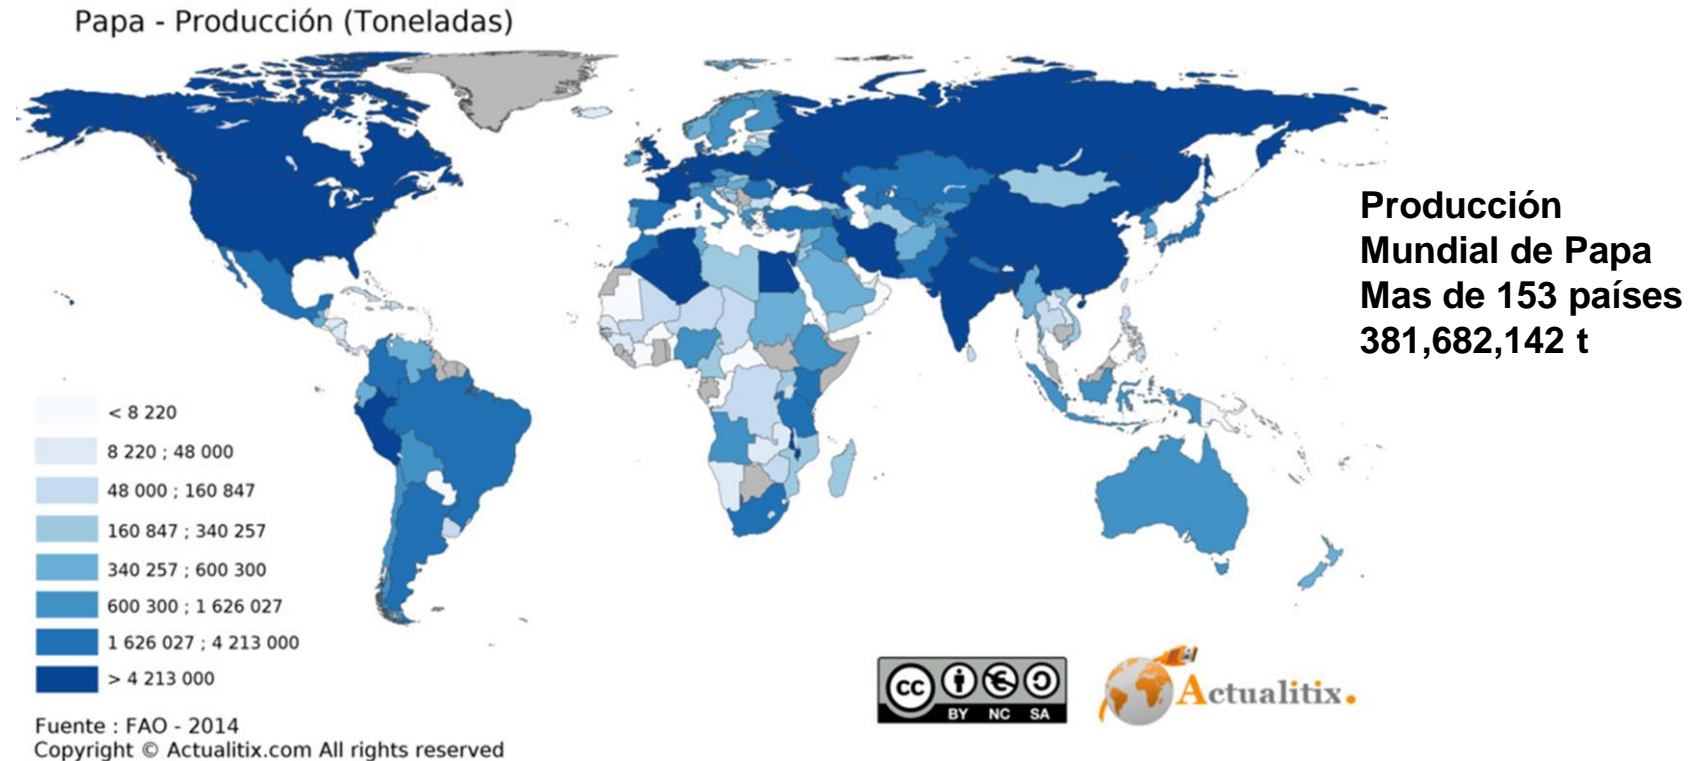 Papa - Producción (Toneladas)
Producción
Mundial de Papa
Mas de 153 países
381,682,142 t
< 8 220
8 220 ; 48 000
48 000 ; 160 847
160 847 ; 340 257
340 257 ; 600 300
600 300 ; 1 626 027
1 626 027 ; 4 213 000
> 4 213 000
cc
BY NC SA
Actualitix.
Fuente : FAO - 2014
Copyright © Actualitix.com All rights reserved